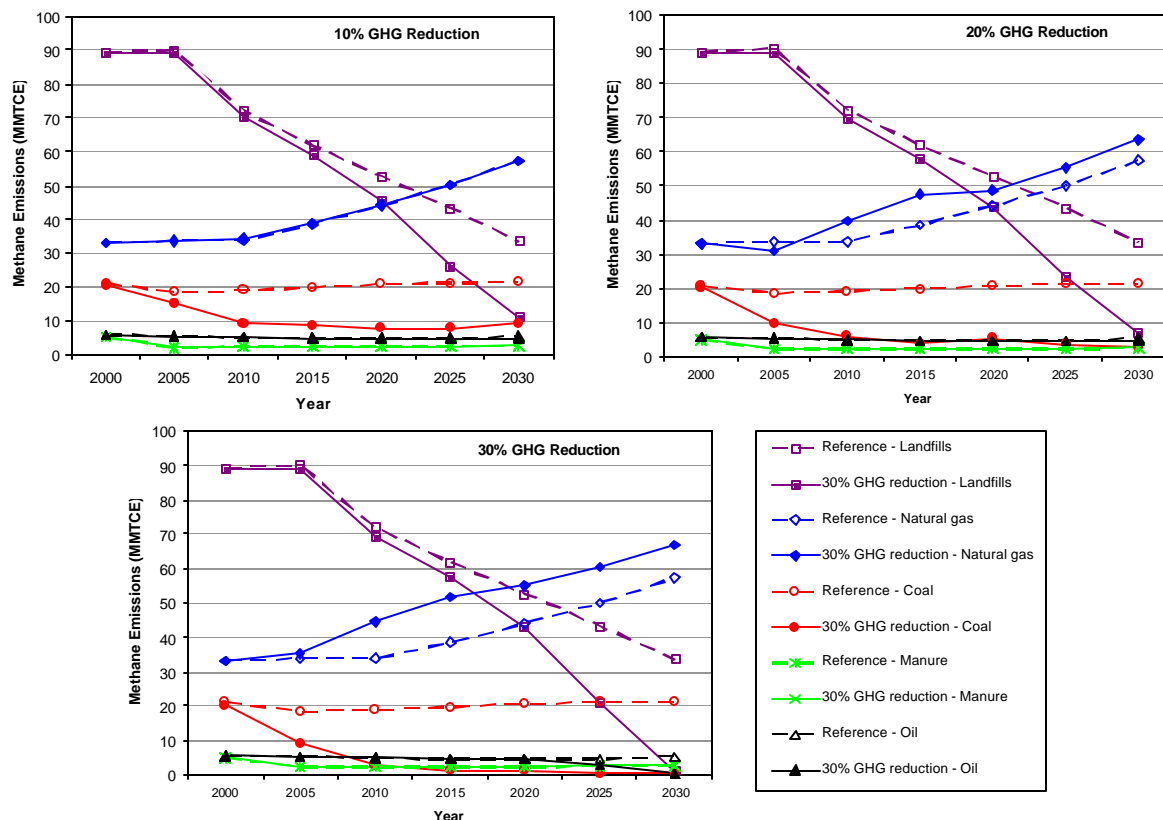 10% GHG Reduction
Methane Emissions (MMTCE)
100
90
80
70
60
50
40
30
20
10
0
2000 2005 2010 2015 2020 2025 2030
Year
20% GHG Reduction
Methane Emissions (MMTCE)
100
90
80
70
60
50
40
30
20
10
0
2000 2005 2010 2015 2020 2025 2030
Year
30% GHG Reduction
Methane Emissions (MMTCE)
100
90
80
70
60
50
40
30
20
10
0
2000 2005 2010 2015 2020 2025 2030
Year
Reference - Landfills
30% GHG reduction - Landfills
Reference - Natural gas
30% GHG reduction - Natural gas
Reference - Coal
30% GHG reduction - Coal
Reference - Manure
30% GHG reduction - Manure
Reference - Oil
30% GHG reduction - Oil